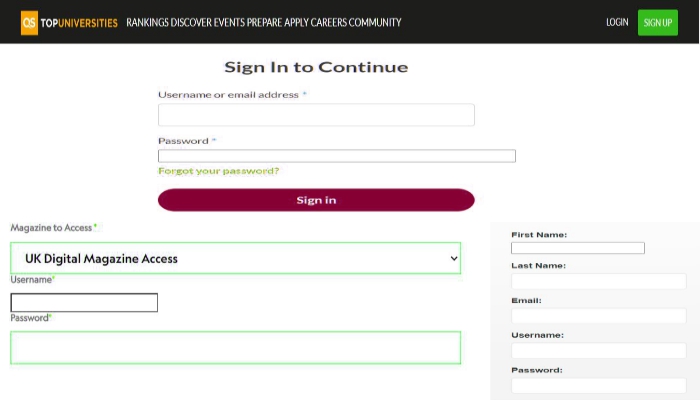 QS TOPUNIVERSITIES RANKINGS DISCOVER EVENTS PREPARE APPLY CAREERS COMMUNITY LOGIN SIGN UP
Sign In to Continue
Username or email address *
Password *
Forgot your password?
Sign in
Magazine to Access*
UK Digital Magazine Access
Username*
Password*
First Name:
Last Name:
Email:
Username:
Password: